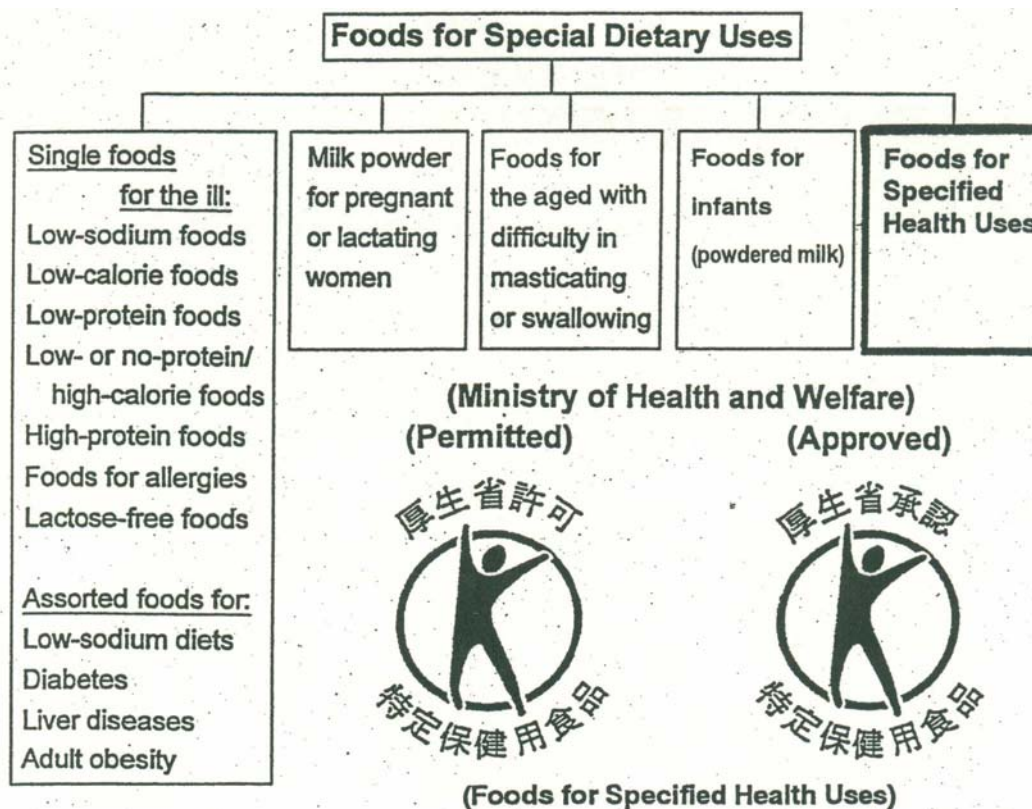 Foods for Special Dietary Uses
Single foods
for the ill:
Low-sodium foods
Low-calorie foods
Low-protein foods
Low- or no-protein/
high-calorie foods
High-protein foods
Foods for allergies
Lactose-free foods
Assorted foods for:
Low-sodium diets
Diabetes
Liver diseases
Adult obesity
Milk powder
for pregnant
or lactating
women
Foods for
the aged with
difficulty in
masticating
or swallowing
Foods for
infants
(powdered milk)
Foods for
Specified
Health Uses
(Ministry of Health and Welfare)
(Permitted)
(Approved)
厚生省許可
特定保健用食品
厚生省承認
特定保健用食品
(Foods for Specified Health Uses)